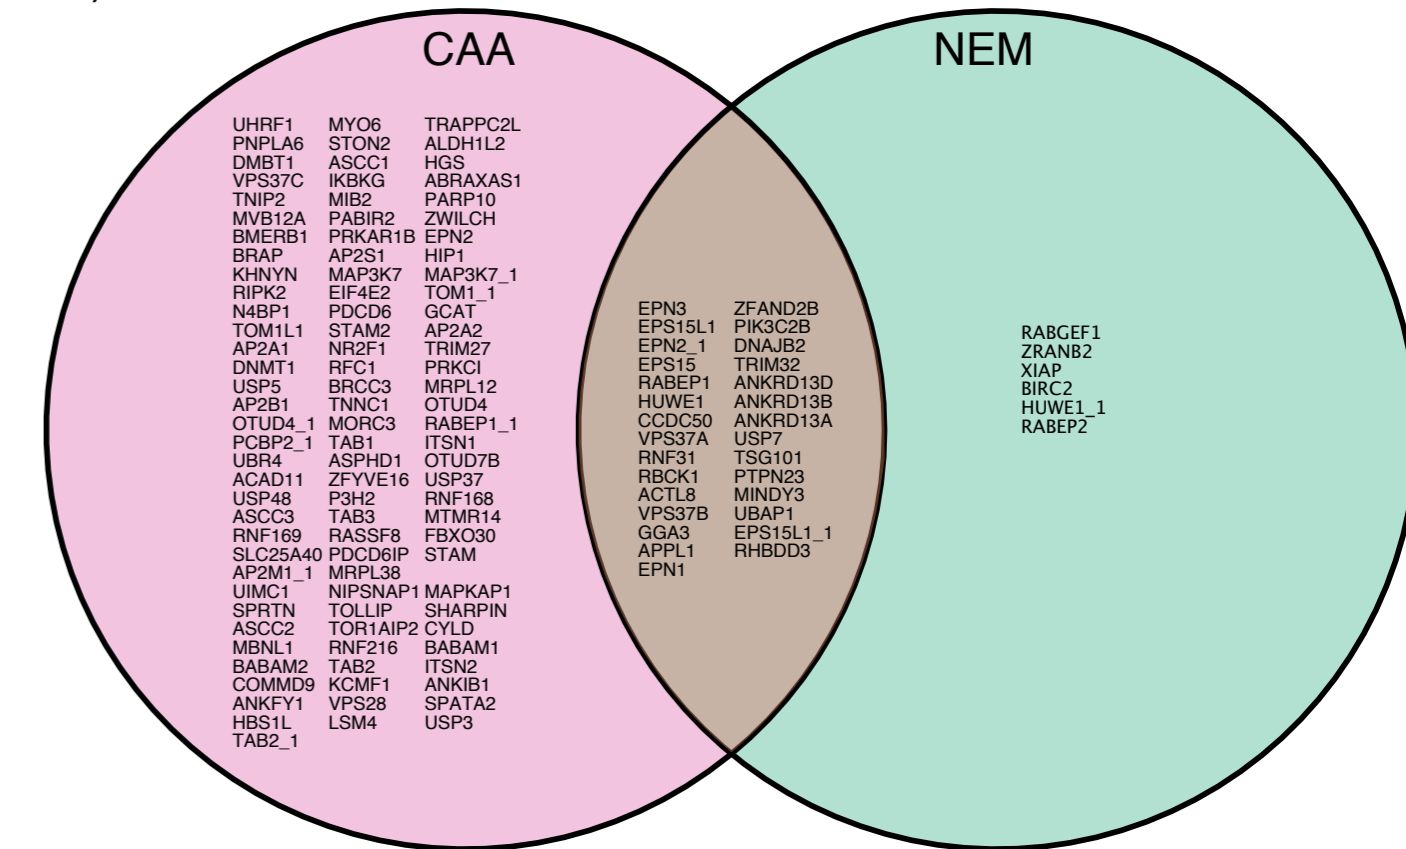 CAA
NEM
UHRF1 MYO6 TRAPPC2L
PNPLA6 STON2 ALDH1L2
DMBT1 ASCC1 HGS
VPS37C IKBKG ABRAXAS1
TNIP2 MIB2 PARP10
MVB12A PABIR2 ZWILCH
BMERB1 PRKAR1B EPN2
BRAP AP2S1 HIP1
KHNYN MAP3K7 MAP3K7_1
RIPK2 EIF4E2 TOM1_1
N4BP1 PDCD6 GCAT
TOM1L1 STAM2 AP2A2
AP2A1 NR2F1 TRIM27
DNMT1 RFC1 PRKCI
USP5 BRCC3 MRPL12
AP2B1 TNNC1 OTUD4
OTUD4_1 MORC3 RABEP1_1
PCBP2_1 TAB1 ITSN1
UBR4 ASPHD1 OTUD7B
ACAD11 ZFYVE16 USP37
USP48 P3H2 RNF168
ASCC3 TAB3 MTMR14
RNF169 RASSF8 FBXO30
SLC25A40 PDCD6IP STAM
AP2M1_1 MRPL38
UIMC1 NIPSNAP1 MAPKAP1
SPRTN TOLLIP SHARPIN
ASCC2 TOR1AIP2 CYLD
MBNL1 RNF216 BABAM1
BABAM2 TAB2 ITSN2
COMMD9 KCMF1 ANKIB1
ANKFY1 VPS28 SPATA2
HBS1L LSM4 USP3
TAB2_1
EPN3 ZFAND2B
EPS15L1 PIK3C2B
EPN2_1 DNAJB2
EPS15 TRIM32
RABEP1 ANKRD13D
HUWE1 ANKRD13B
CCDC50 ANKRD13A
VPS37A USP7
RNF31 TSG101
RBCK1 PTPN23
ACTL8 MINDY3
VPS37B UBAP1
GGA3 EPS15L1_1
APPL1 RHBDD3
EPN1
RABGEF1
ZRANB2
XIAP
BIRC2
HUWE1_1
RABEP2